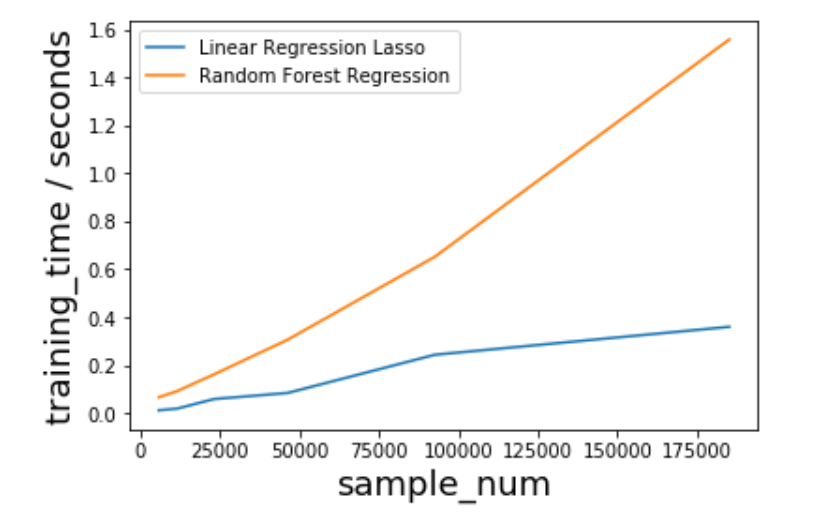 1.6
1.4
1.2
1.0
0.8
0.6
0.4
0.2
0.0
training_time / seconds
Linear Regression Lasso
Random Forest Regression
0 25000 50000 75000 100000 125000 150000 175000
sample_num